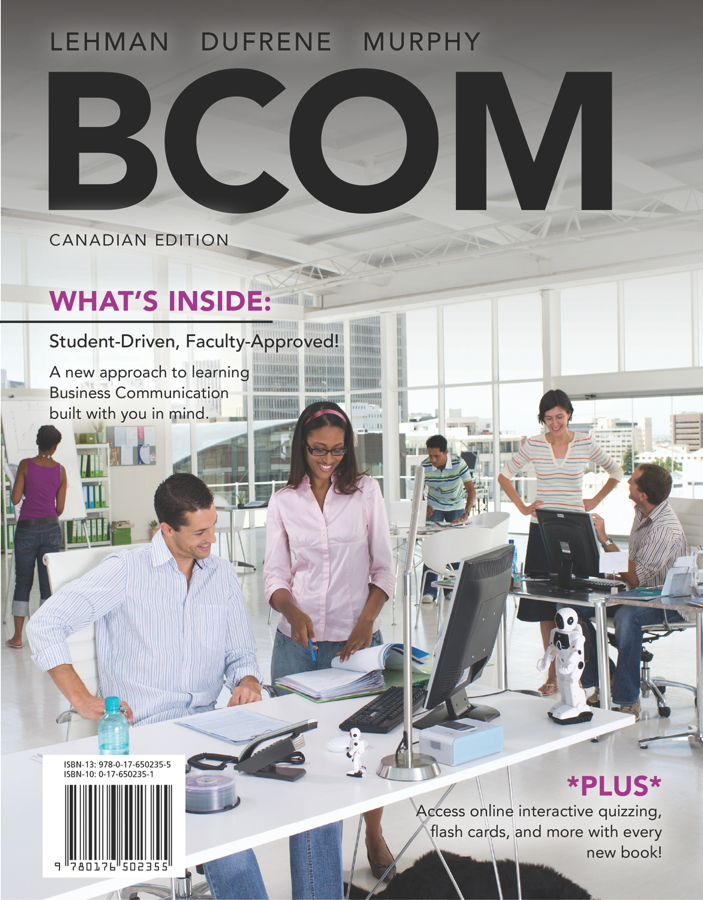 LEHMAN DUFRENE MURPHY
BCOM
CANADIAN EDITION
WHAT'S INSIDE:
Student-Driven, Faculty-Approved!
A new approach to learning
Business Communication
built with you in mind.
ISBN-13: 978-0-17-650235-5
ISBN-10: 0-17-650235-1
9 780176 502355
*PLUS*
Access online interactive quizzing,
flash cards, and more with every
new book!